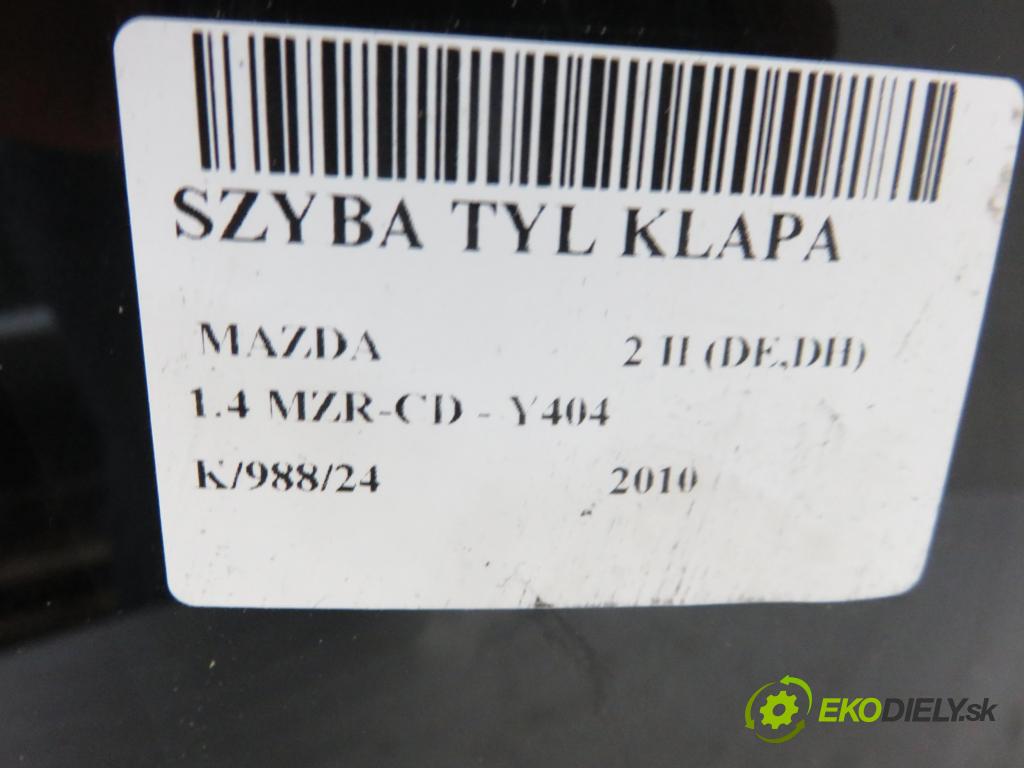 SZYBA TYL KLAPA
MAZDA 2 II (DE,DH)
1.4 MZR-CD - Y404
K/988/24 2010
EKODIELY.sk